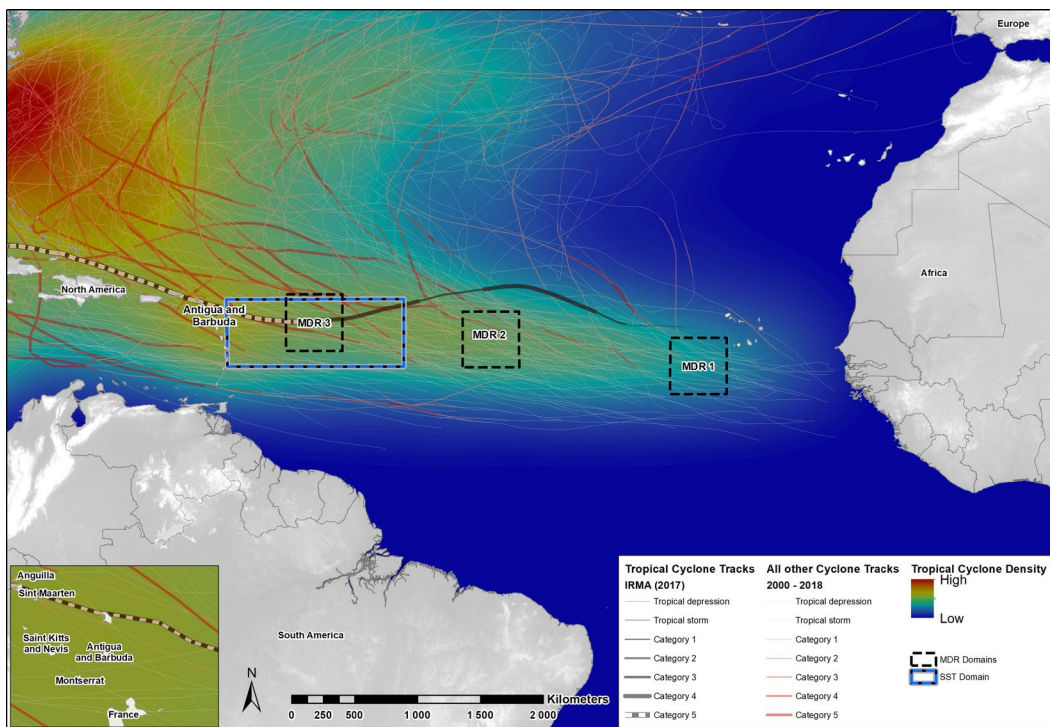 Europe
Africa
North America
Antigua and
Barbuda
MDR 3
MDR 2
MDR 1
South America
Anguilla
Sint Maarten
Saint Kitts
and Nevis
Antigua
and Barbuda
Montserrat
France
N
Kilometers
0 250 500 1 000 1 500 2 000
Tropical Cyclone Tracks
IRMA (2017)
Tropical depression
Tropical storm
Category 1
Category 2
Category 3
Category 4
Category 5
All other Cyclone Tracks
2000 - 2018
Tropical depression
Tropical storm
Category 1
Category 2
Category 3
Category 4
Category 5
Tropical Cyclone Density
High
Low
MDR Domains
SST Domain